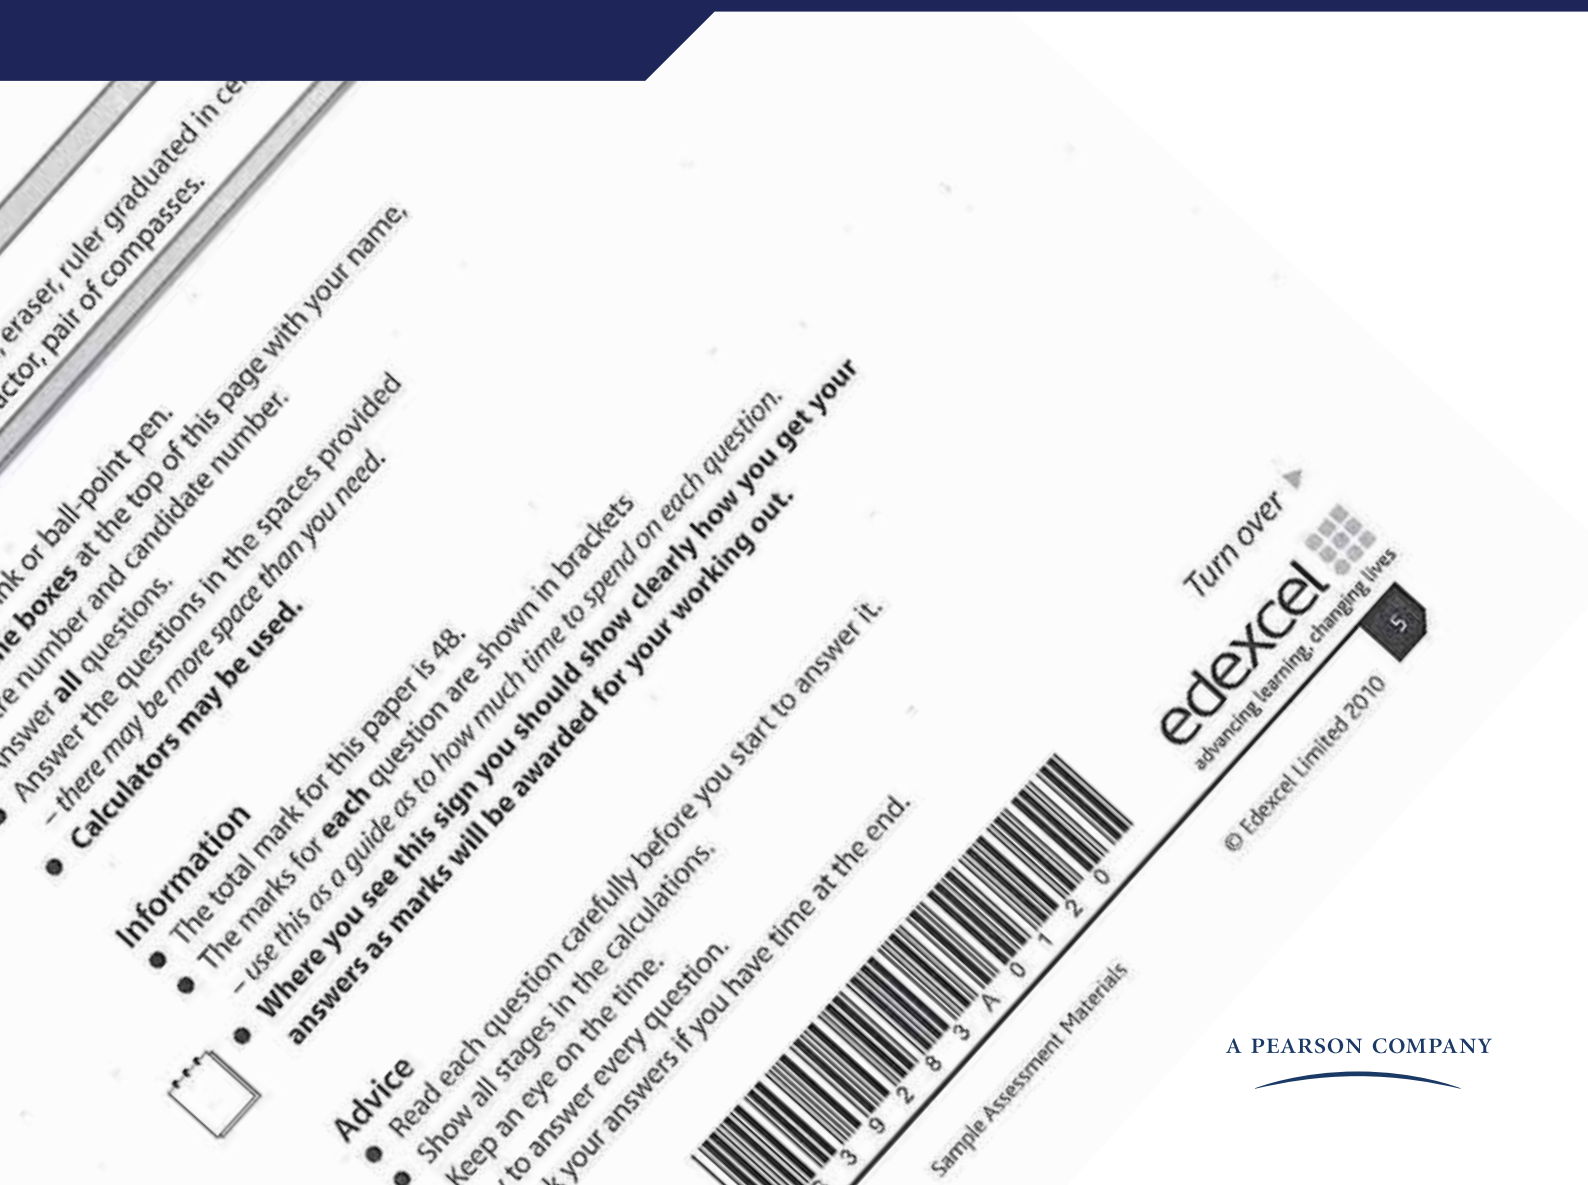 eraser, ruler graduated in
pair of compasses.
or ball-point pen.
boxes at the top of this page with your name,
number and candidate number.
Answer all questions.
Answer the questions in the spaces provided
– there may be more space than you need.
Calculators may be used.
Information
The total mark for this paper is 48.
The marks for each question are shown in brackets
– use this as a guide as to how much time to spend on each question.
Where you see this sign you should show clearly how you get your
answers as marks will be awarded for your working out.
Advice
Read each question carefully before you start to answer it.
Show all stages in the calculations.
Keep an eye on the time.
to answer every question.
your answers if you have time at the end.
Turn over
edexcel
advancing learning, changing lives
3 9 2 8 3 A 0 1 2 0
5
Sample Assessment Materials
© Edexcel Limited 2010
A PEARSON COMPANY